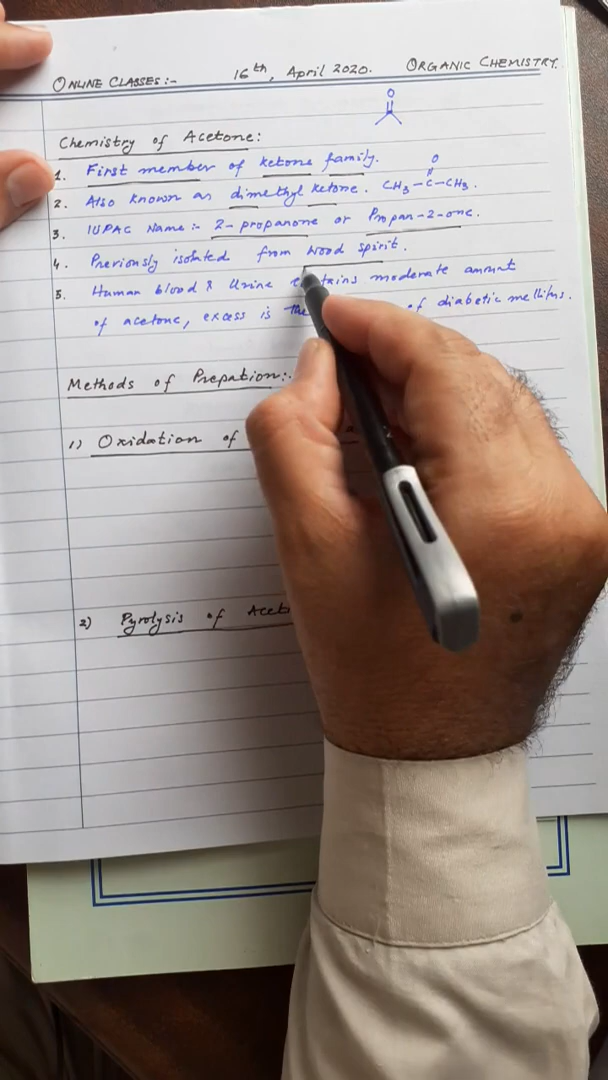 ONLINE CLASSES:- 16th, April 2020. ORGANIC CHEMISTRY.
O
Chemistry of Acetone:
1. First member of ketone family.
O
2. Also known as dimethyl ketone. CH3-C-CH3.
3. IUPAC Name:- 2-propanone or Propan-2-one.
4. Previously isolated from wood spirit.
5. Human blood & Urine contains moderate amount
of acetone, excess is the of diabetic mellitus.
Methods of Prepation:.
1) Oxidation of
2) Pyrolysis of Acet